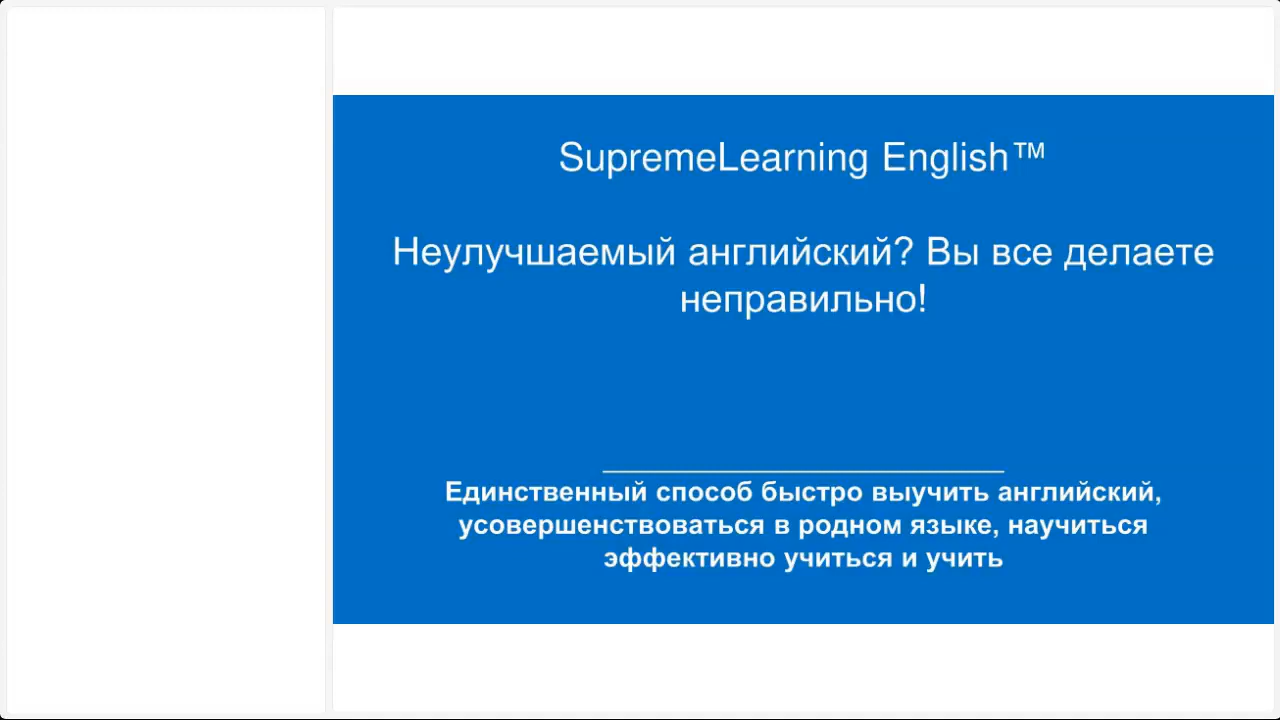 SupremeLearning English™
Неулучшаемый английский? Вы все делаете
неправильно!
Единственный способ быстро выучить английский,
усовершенствоваться в родном языке, научиться
эффективно учиться и учить